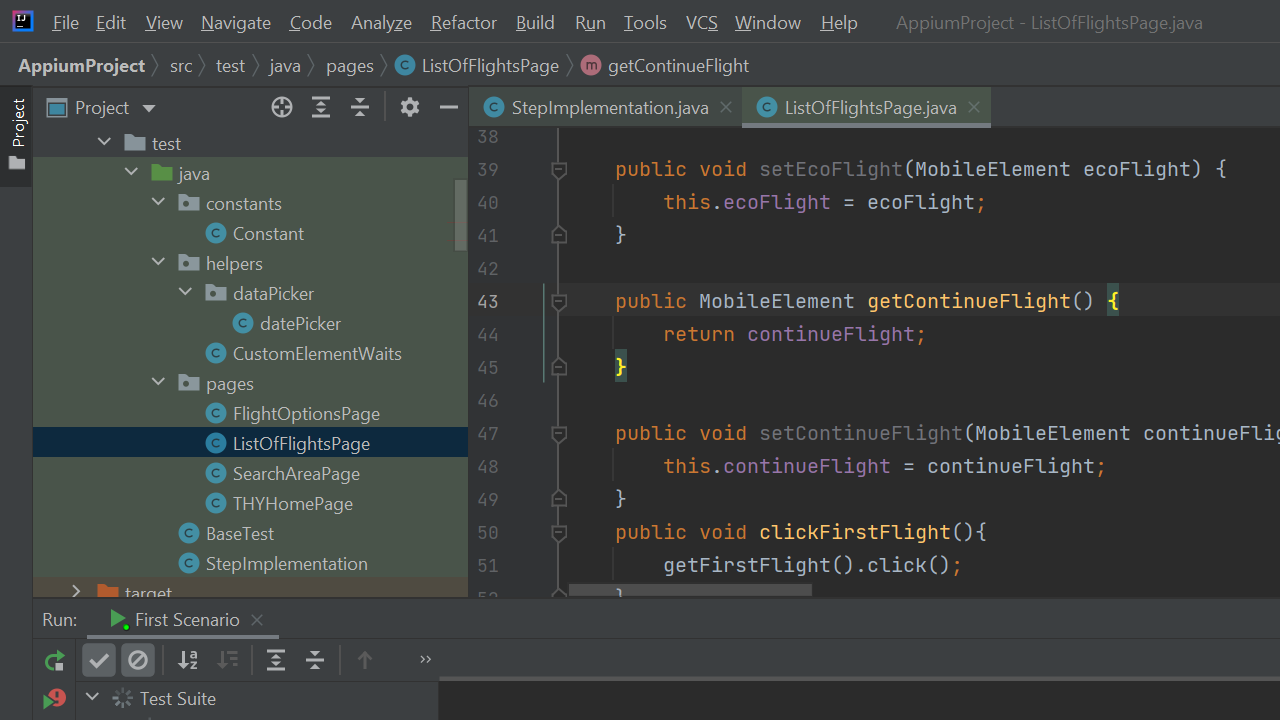 File Edit View Navigate Code Analyze Refactor Build Run Tools VCS Window Help AppiumProject - ListOfFlightsPage.java
AppiumProject src test java pages ListOfFlightsPage getContinueFlight
Project
Project
StepImplementation.java
ListOfFlightsPage.java
test
java
constants
Constant
helpers
dataPicker
datePicker
CustomElementWaits
pages
FlightOptionsPage
ListOfFlightsPage
SearchAreaPage
THYHomePage
BaseTest
StepImplementation
target
38
39 public void setEcoFlight(MobileElement ecoFlight) {
40 this.ecoFlight = ecoFlight;
41 }
42
43 public MobileElement getContinueFlight() {
44 return continueFlight;
45 }
46
47 public void setContinueFlight(MobileElement continueFlig
48 this.continueFlight = continueFlight;
49 }
50 public void clickFirstFlight(){
51 getFirstFlight().click();
52 }
Run: First Scenario
Test Suite